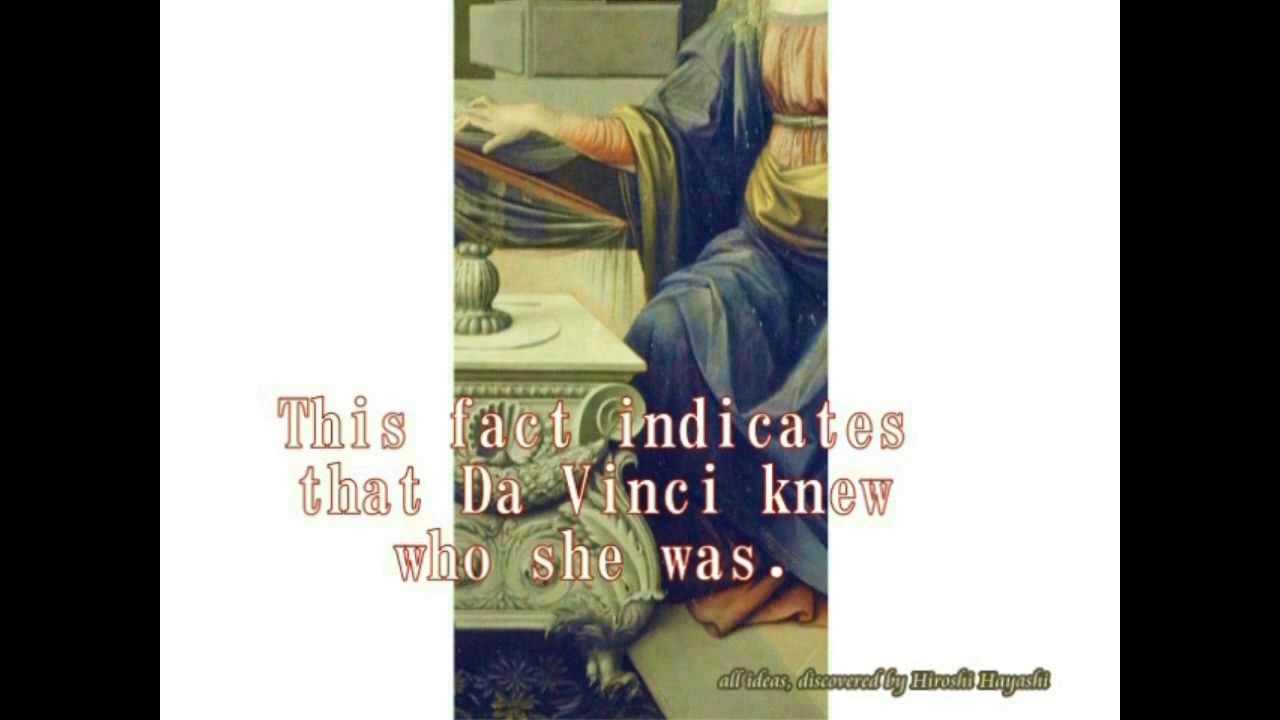 This fact indicates
that Da Vinci knew
who she was.
all ideas, discovered by Hiroshi Hayashi